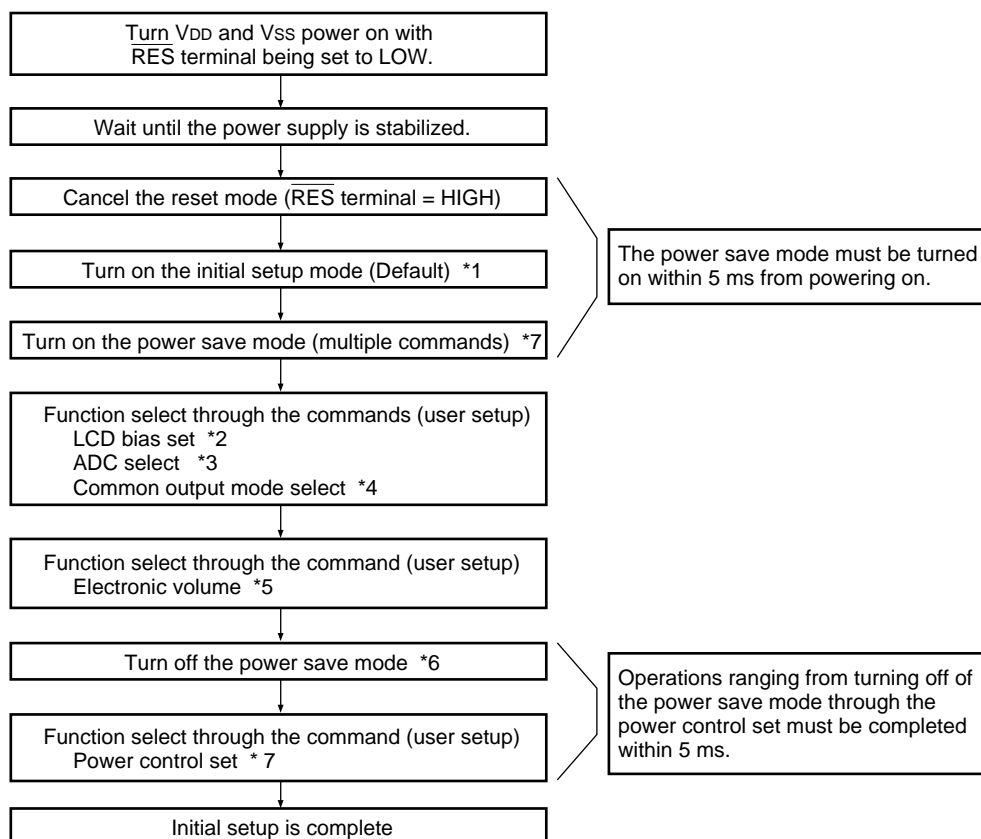 Turn VDD and VSS power on with
RES terminal being set to LOW.
Wait until the power supply is stabilized.
Cancel the reset mode (RES terminal = HIGH)
Turn on the initial setup mode (Default) *1
Turn on the power save mode (multiple commands) *7
The power save mode must be turned
on within 5 ms from powering on.
Function select through the commands (user setup)
LCD bias set *2
ADC select *3
Common output mode select *4
Function select through the command (user setup)
Electronic volume *5
Turn off the power save mode *6
Function select through the command (user setup)
Power control set * 7
Operations ranging from turning off of
the power save mode through the
power control set must be completed
within 5 ms.
Initial setup is complete